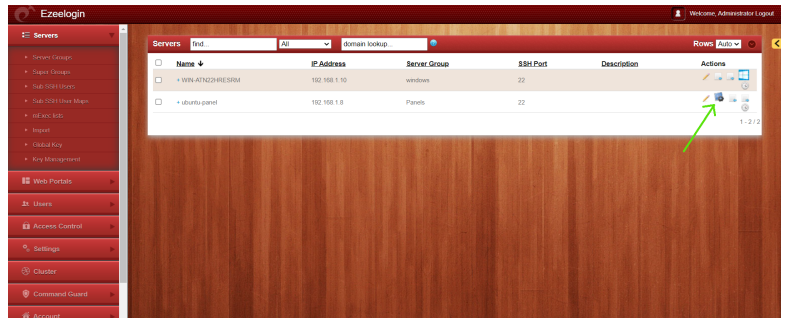 Ezeelogin
Welcome, Administrator Logout
Servers
Server Groups
Super Groups
Sub SSH Users
Sub SSH User Maps
mExec lists
Import
Global Key
Key Management
Web Portals
Users
Access Control
Settings
Cluster
Command Guard
Account
Servers find... All domain lookup... Rows Auto
Name IP Address Server Group SSH Port Description Actions
+ WIN-ATN22HRESRM 192.168.1.10 windows 22
+ ubuntu-panel 192.168.1.8 Panels 22
1 - 2 / 2